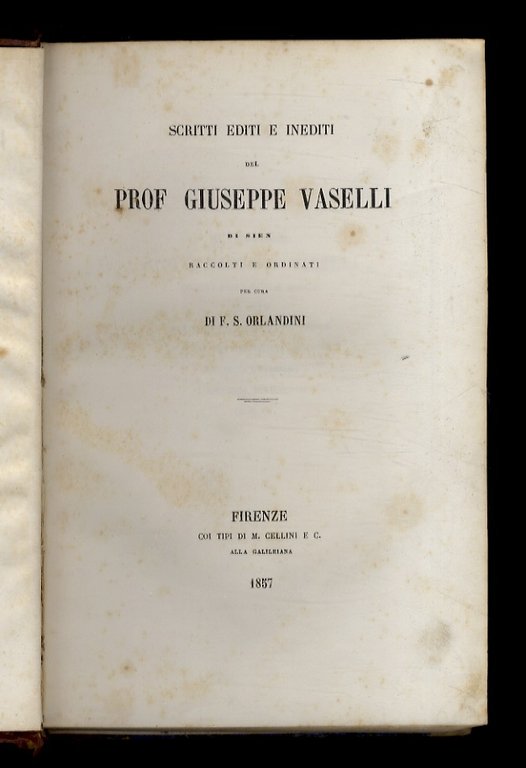 SCRITTI EDITI E INEDITI
DEL
PROF GIUSEPPE VASELLI
DI SIEN
RACCOLTI E ORDINATI
PER CURA
DI F. S. ORLANDINI
FIRENZE
COI TIPI DI M. CELLINI E C.
ALLA GALILEIANA
1857